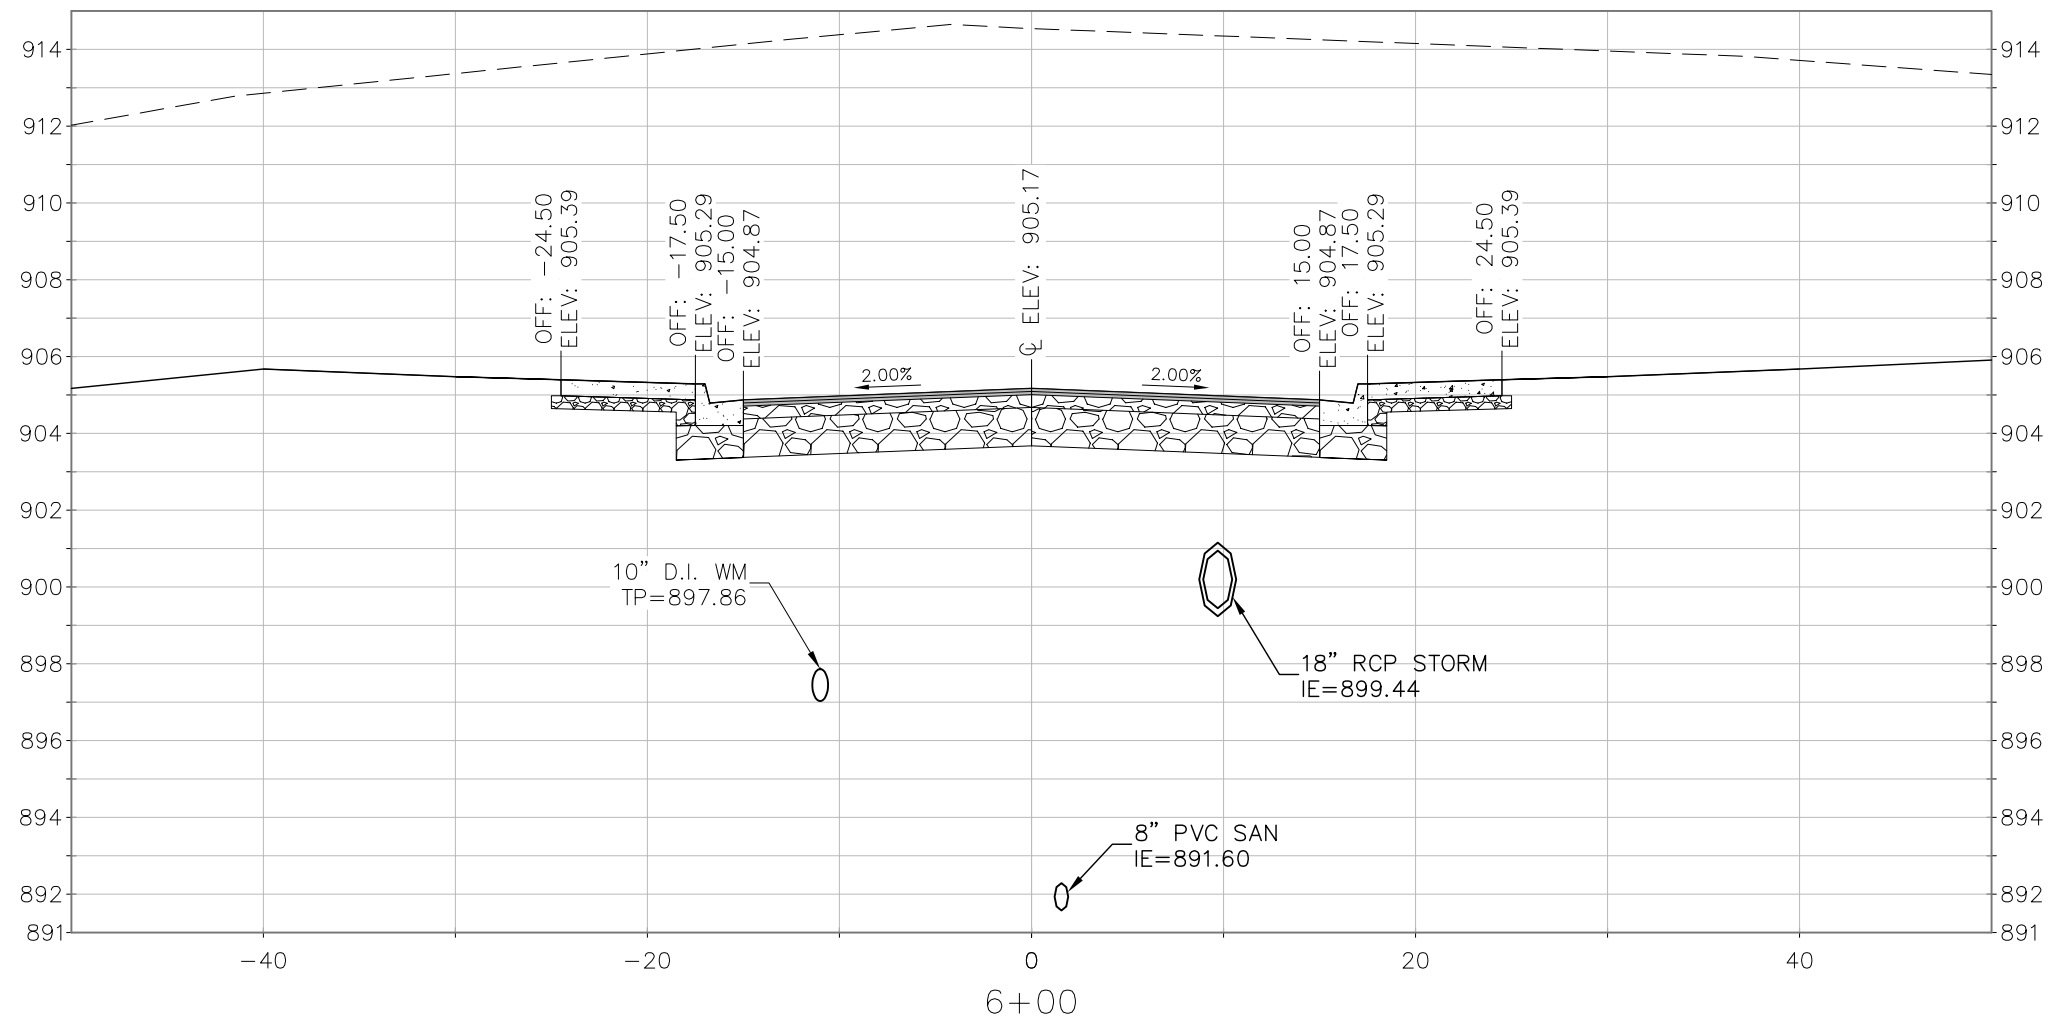 914
914
912
912
910
910
908
908
906
906
904
904
902
902
900
900
898
898
896
896
894
894
892
892
891
891
OFF: -24.50
ELEV: 905.39
OFF: -17.50
ELEV: 905.29
OFF: -15.00
ELEV: 904.87
℄ ELEV: 905.17
OFF: 15.00
ELEV: 904.87
OFF: 17.50
ELEV: 905.29
OFF: 24.50
ELEV: 905.39
2.00%
2.00%
10” D.I. WM
TP=897.86
18” RCP STORM
IE=899.44
8” PVC SAN
IE=891.60
-40
-20
0
20
40
6+00